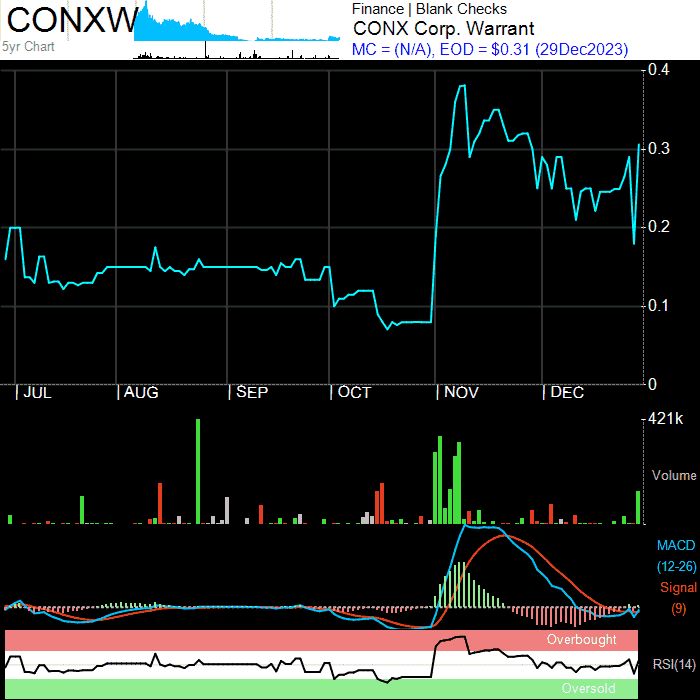 CONXW
5yr Chart
Finance | Blank Checks
CONX Corp. Warrant
MC = (N/A), EOD = $0.31 (29Dec2023)
0.4
0.3
0.2
0.1
0
JUL
AUG
SEP
OCT
NOV
DEC
421k
Volume
MACD
(12-26)
Signal
(9)
Overbought
RSI(14)
Oversold